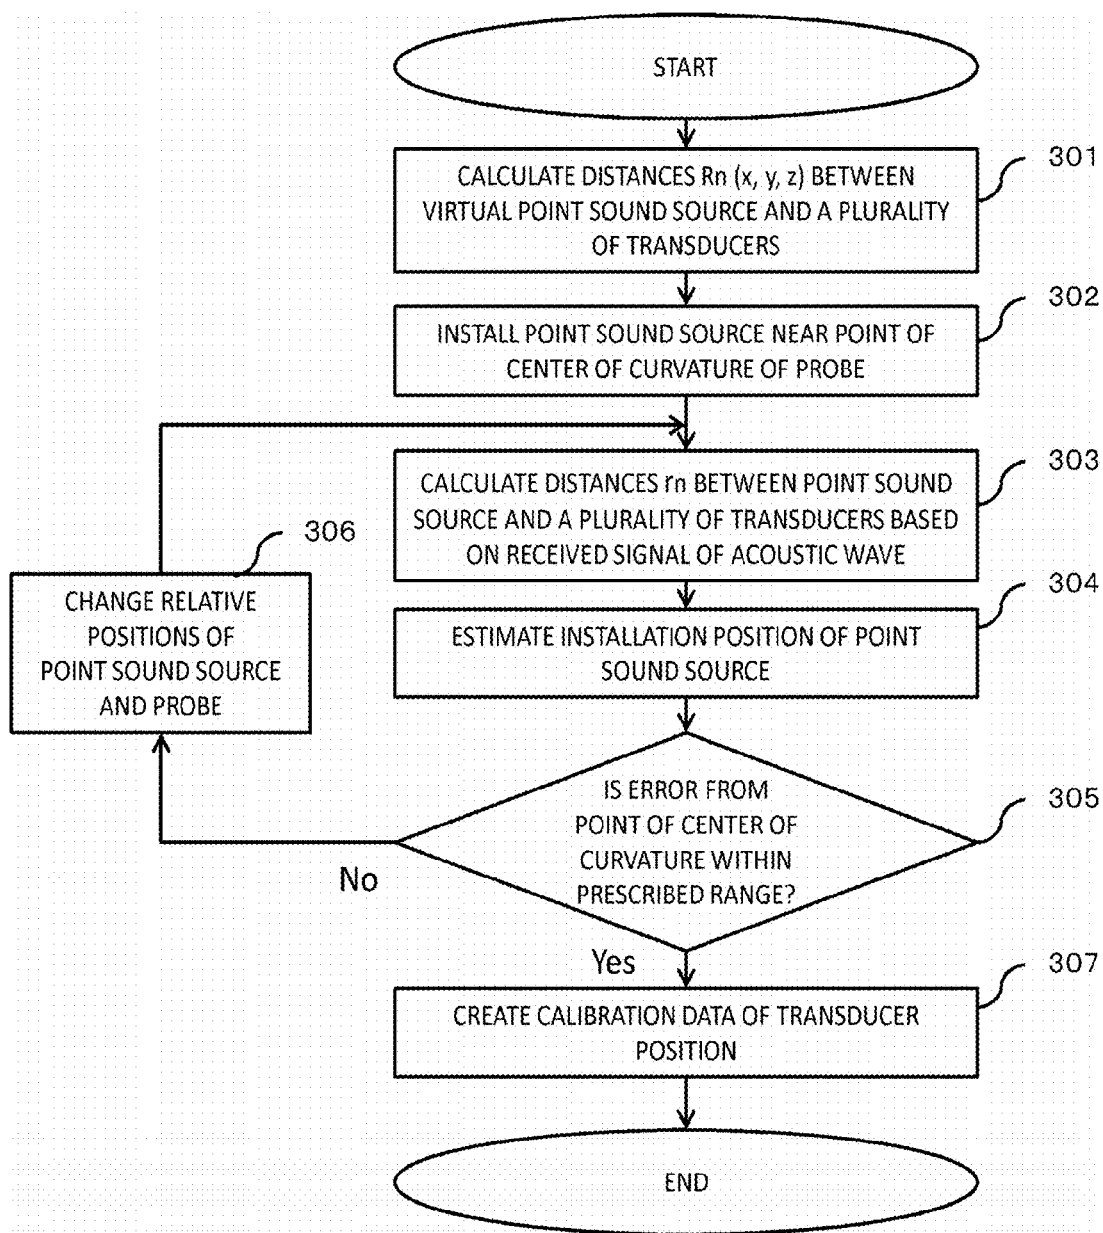 START
CALCULATE DISTANCES Rn (x, y, z) BETWEEN
VIRTUAL POINT SOUND SOURCE AND A PLURALITY
OF TRANSDUCERS
301
INSTALL POINT SOUND SOURCE NEAR POINT OF
CENTER OF CURVATURE OF PROBE
302
CALCULATE DISTANCES rn BETWEEN POINT SOUND
SOURCE AND A PLURALITY OF TRANSDUCERS BASED
ON RECEIVED SIGNAL OF ACOUSTIC WAVE
303
306
CHANGE RELATIVE
POSITIONS OF
POINT SOUND SOURCE
AND PROBE
ESTIMATE INSTALLATION POSITION OF POINT
SOUND SOURCE
304
IS ERROR FROM
POINT OF CENTER OF
CURVATURE WITHIN
PRESCRIBED RANGE?
305
No
Yes
CREATE CALIBRATION DATA OF TRANSDUCER
POSITION
307
END